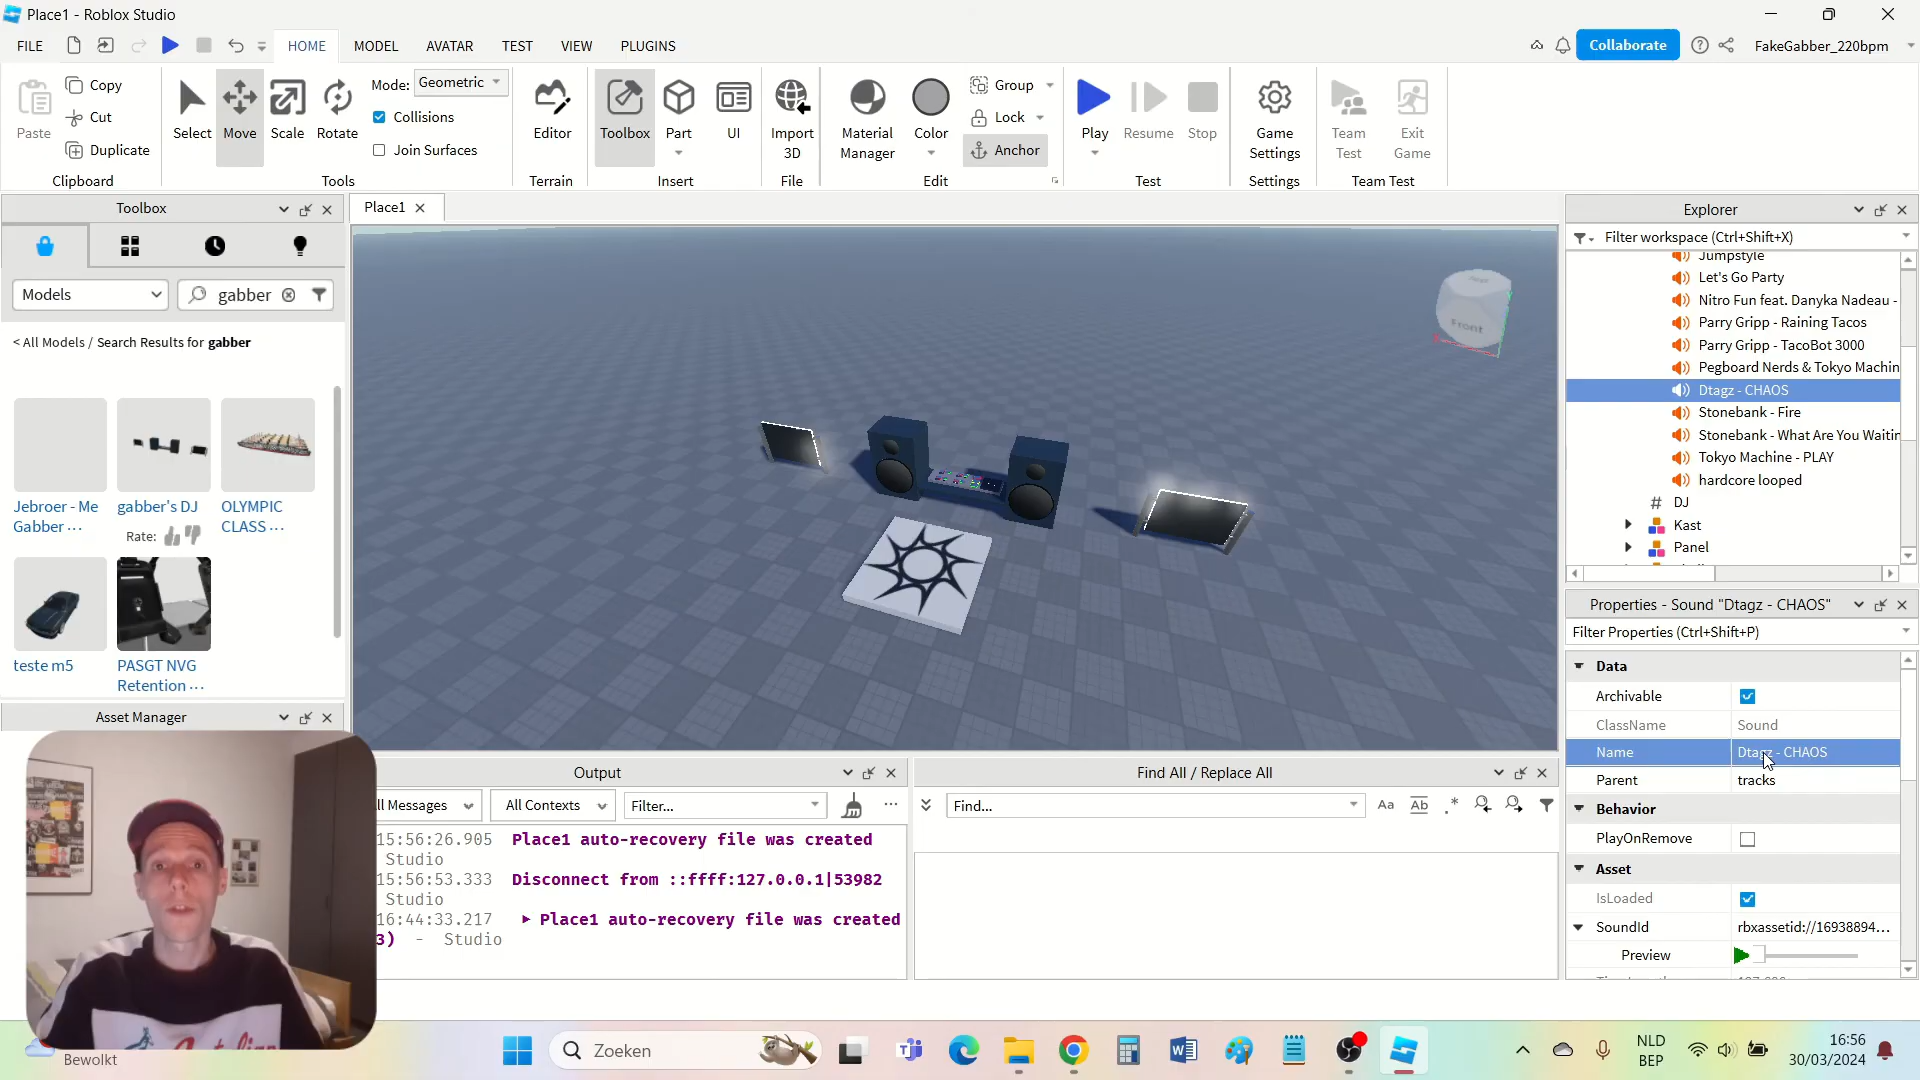 Place1 - Roblox Studio
FILE
HOME
MODEL
AVATAR
TEST
VIEW
PLUGINS
Collaborate
FakeGabber_220bpm
Paste
Copy
Cut
Duplicate
Clipboard
Select
Move
Scale
Rotate
Mode: Geometric
Collisions
Join Surfaces
Tools
Editor
Terrain
Toolbox
Part
UI
Insert
Import
3D
File
Material
Manager
Color
Group
Lock
Anchor
Edit
Play
Resume
Stop
Test
Game
Settings
Settings
Team
Test
Exit
Game
Team Test
Toolbox
Models
gabber
< All Models / Search Results for gabber
Jebroer - Me
Gabber ...
gabber's DJ
Rate:
OLYMPIC
CLASS ...
teste m5
PASGT NVG
Retention ...
Asset Manager
Place1
Front
Explorer
Filter workspace (Ctrl+Shift+X)
Jumpstyle
Let's Go Party
Nitro Fun feat. Danyka Nadeau -
Parry Gripp - Raining Tacos
Parry Gripp - TacoBot 3000
Pegboard Nerds & Tokyo Machin
Dtagz - CHAOS
Stonebank - Fire
Stonebank - What Are You Waitin
Tokyo Machine - PLAY
hardcore looped
DJ
Kast
Panel
Properties - Sound "Dtagz - CHAOS"
Filter Properties (Ctrl+Shift+P)
Data
Archivable
ClassName Sound
Name Dtagz - CHAOS
Parent tracks
Behavior
PlayOnRemove
Asset
IsLoaded
SoundId rbxassetid://16938894...
Preview
Output
ll Messages
All Contexts
Filter...
15:56:26.905 Place1 auto-recovery file was created
Studio
15:56:53.333 Disconnect from ::ffff:127.0.0.1|53982
Studio
16:44:33.217 Place1 auto-recovery file was created
3) - Studio
Find All / Replace All
Find...
Aa
Ab
.*
Bewolkt
Zoeken
NLD
BEP
16:56
30/03/2024